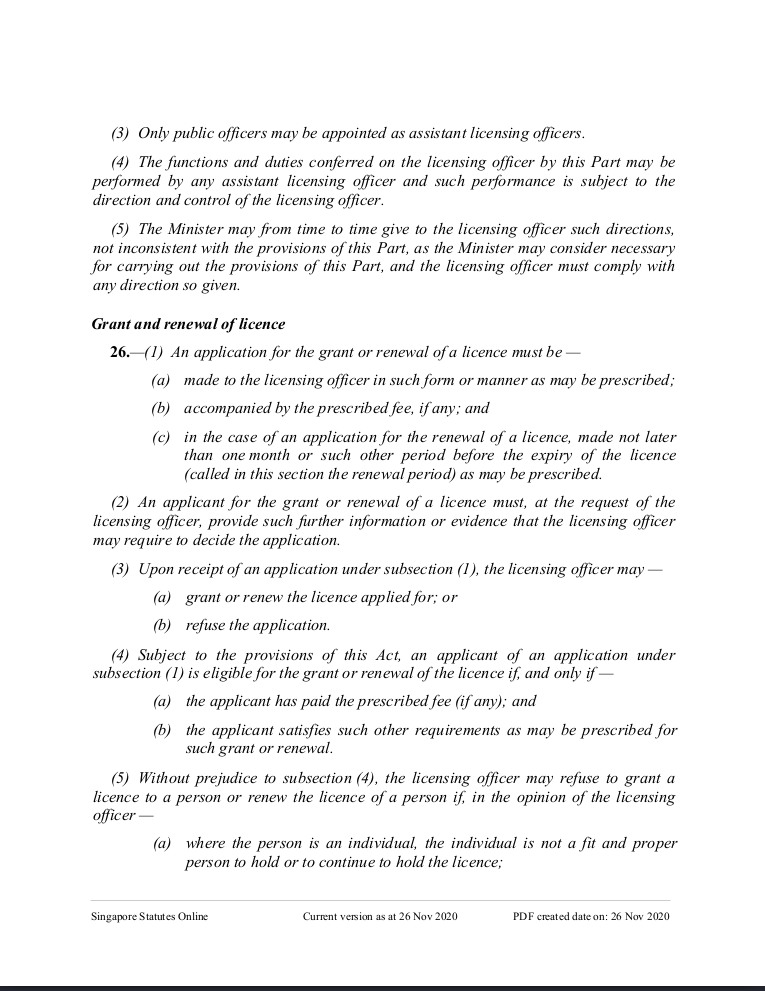 (3) Only public officers may be appointed as assistant licensing officers.
(4) The functions and duties conferred on the licensing officer by this Part may be
performed by any assistant licensing officer and such performance is subject to the
direction and control of the licensing officer.
(5) The Minister may from time to time give to the licensing officer such directions,
not inconsistent with the provisions of this Part, as the Minister may consider necessary
for carrying out the provisions of this Part, and the licensing officer must comply with
any direction so given.
Grant and renewal of licence
26.—(1) An application for the grant or renewal of a licence must be —
(a) made to the licensing officer in such form or manner as may be prescribed;
(b) accompanied by the prescribed fee, if any; and
(c) in the case of an application for the renewal of a licence, made not later
than one month or such other period before the expiry of the licence
(called in this section the renewal period) as may be prescribed.
(2) An applicant for the grant or renewal of a licence must, at the request of the
licensing officer, provide such further information or evidence that the licensing officer
may require to decide the application.
(3) Upon receipt of an application under subsection (1), the licensing officer may —
(a) grant or renew the licence applied for; or
(b) refuse the application.
(4) Subject to the provisions of this Act, an applicant of an application under
subsection (1) is eligible for the grant or renewal of the licence if, and only if —
(a) the applicant has paid the prescribed fee (if any); and
(b) the applicant satisfies such other requirements as may be prescribed for
such grant or renewal.
(5) Without prejudice to subsection (4), the licensing officer may refuse to grant a
licence to a person or renew the licence of a person if, in the opinion of the licensing
officer —
(a) where the person is an individual, the individual is not a fit and proper
person to hold or to continue to hold the licence;
Singapore Statutes Online Current version as at 26 Nov 2020 PDF created date on: 26 Nov 2020